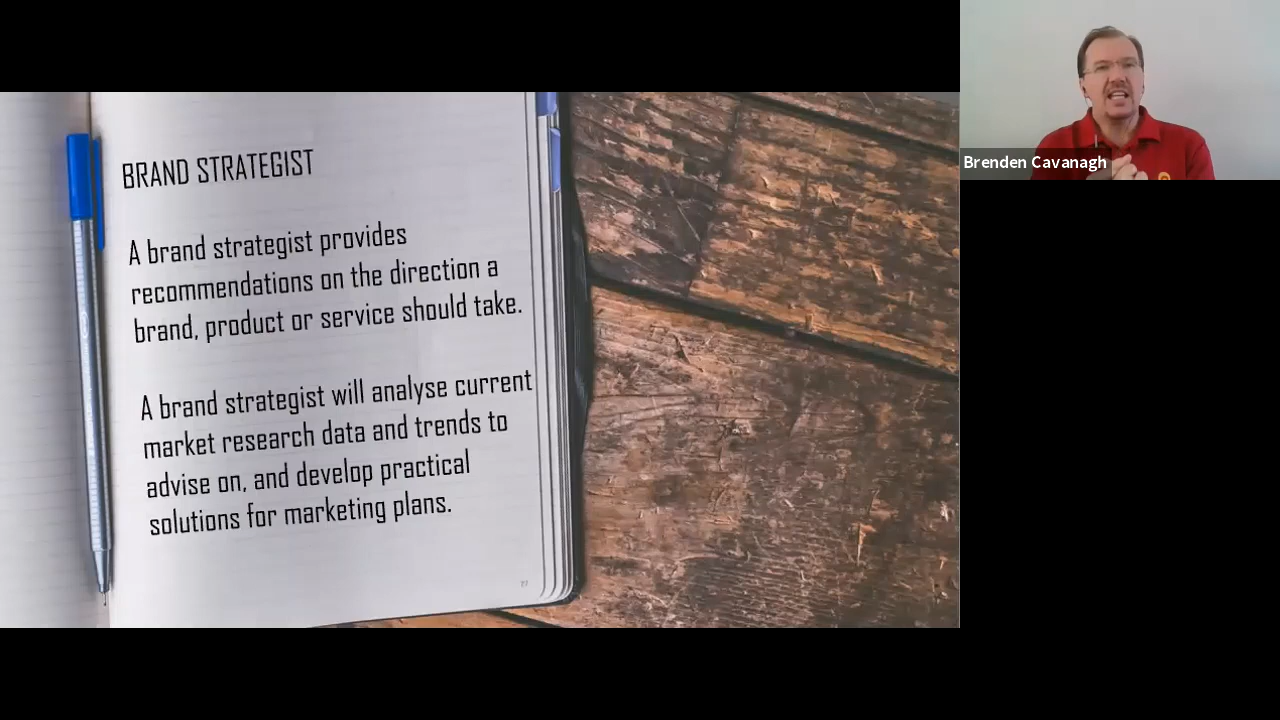 BRAND STRATEGIST
A brand strategist provides
recommendations on the direction a
brand, product or service should take.
A brand strategist will analyse current
market research data and trends to
advise on, and develop practical
solutions for marketing plans.
77
Brenden Cavanagh